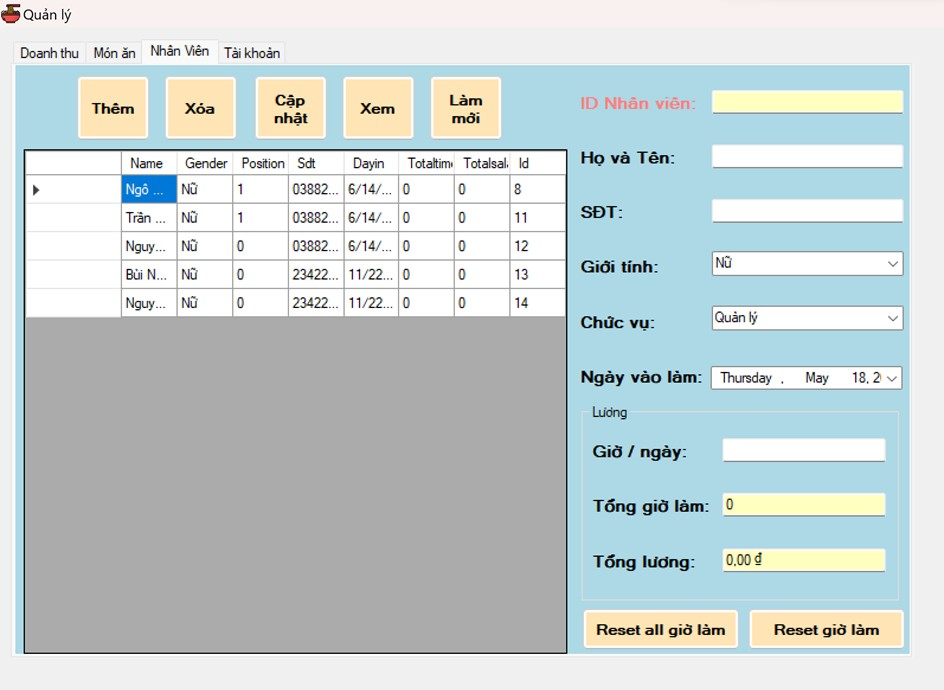 Quản lý
Doanh thu Món ăn Nhân Viên Tài khoản
Thêm
Xóa
Cập nhật
Xem
Làm mới
Name Gender Position Sdt Dayin Totaltim Totalsal Id
Ngô ... Nữ 1 03882... 6/14/... 0 0 8
Trần ... Nữ 1 03882... 6/14/... 0 0 11
Nguy... Nữ 0 03882... 6/14/... 0 0 12
Bùi N... Nữ 0 23422... 11/22... 0 0 13
Nguy... Nữ 0 23422... 11/22... 0 0 14
ID Nhân viên:
Họ và Tên:
SĐT:
Giới tính: Nữ
Chức vụ: Quản lý
Ngày vào làm: Thursday , May 18, 2
Lương
Giờ / ngày:
Tổng giờ làm: 0
Tổng lương: 0,00 ₫
Reset all giờ làm
Reset giờ làm